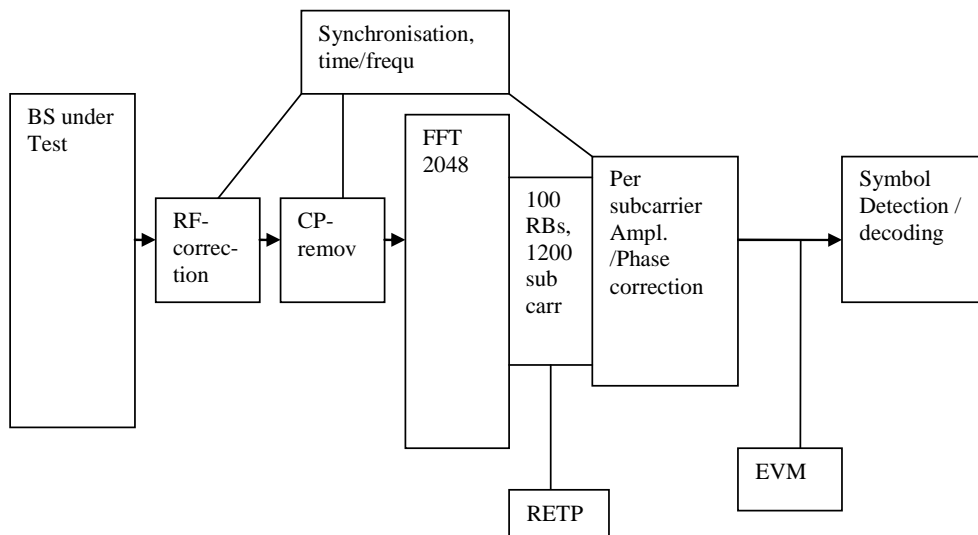 Synchronisation,
time/frequ
BS under
Test
RF-
correc-
tion
CP-
remov
FFT
2048
100
RBs,
1200
sub
carr
Per
subcarrier
Ampl.
/Phase
correction
Symbol
Detection /
decoding
EVM
RETP